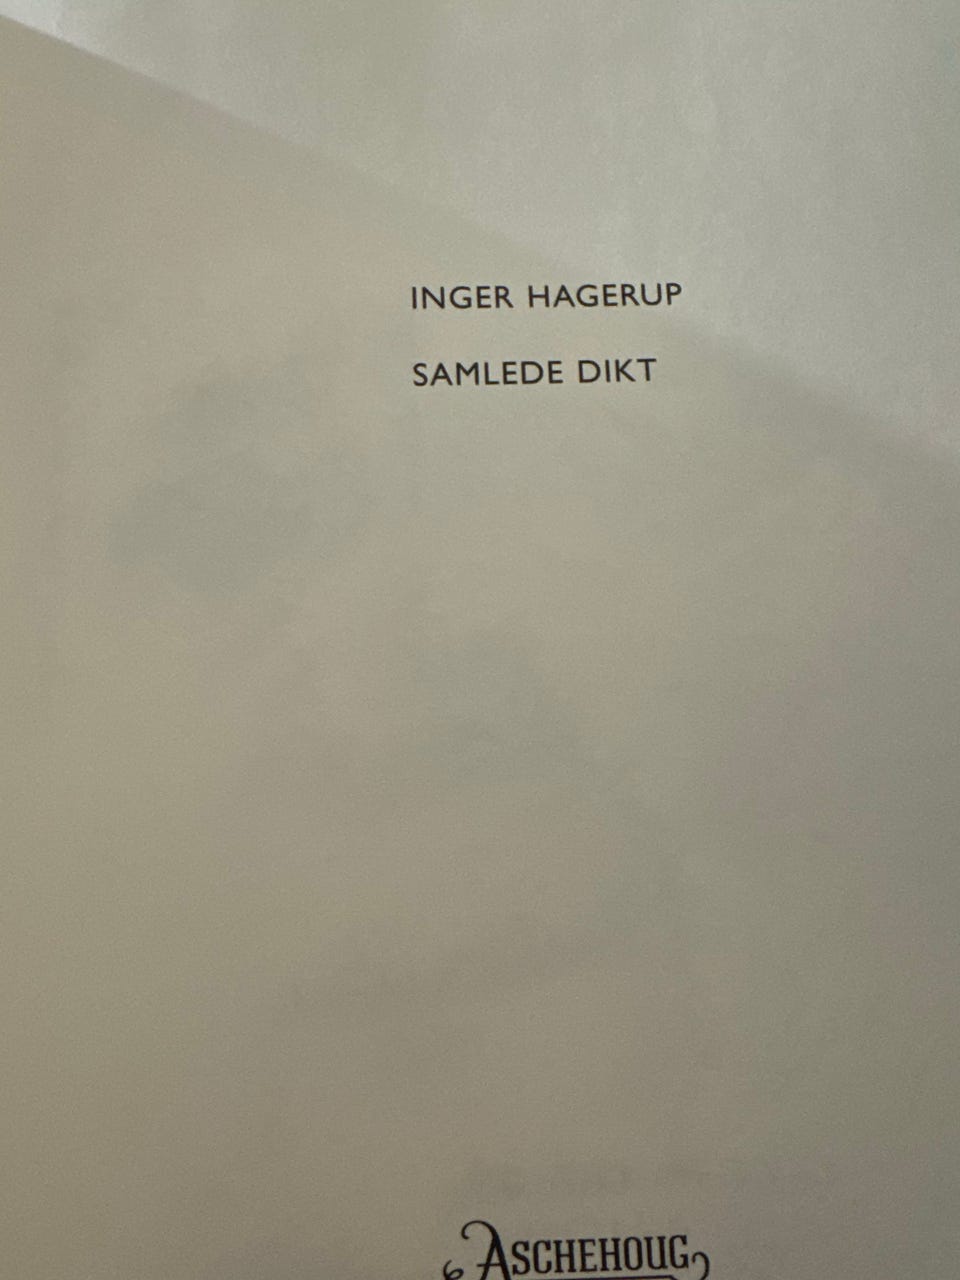 INGER HAGERUP
SAMLEDE DIKT
ASCHEHOUG